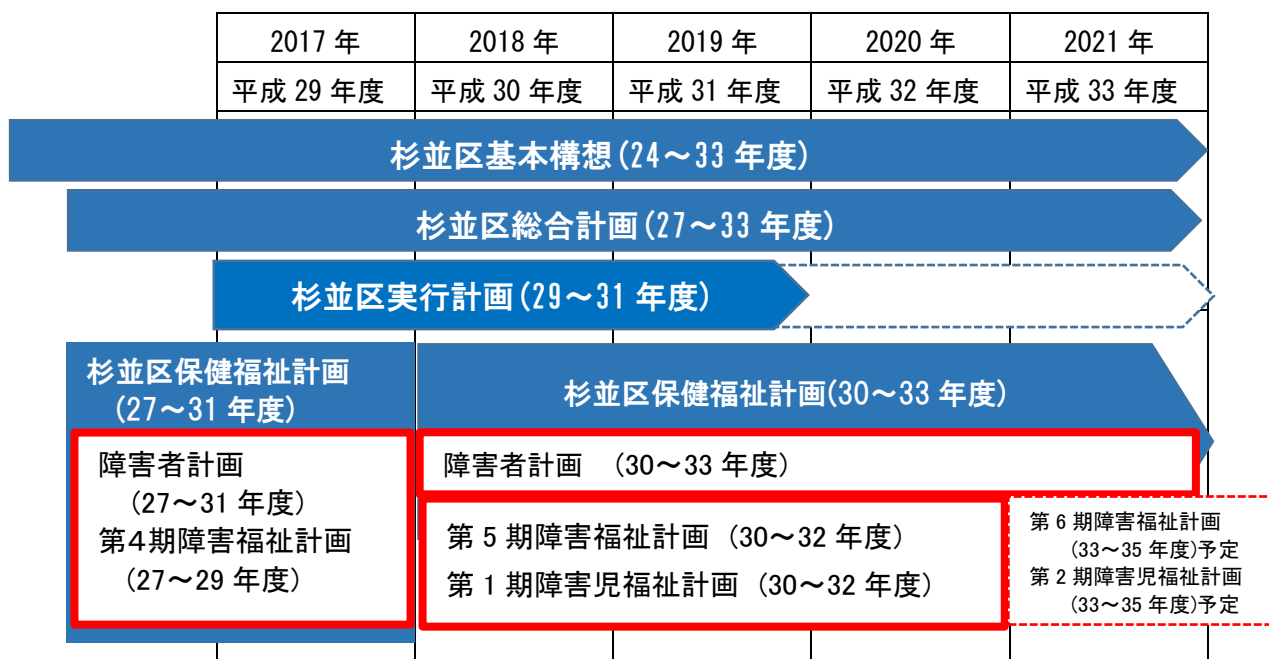 2017 年 2018 年 2019 年 2020 年 2021 年
平成 29 年度 平成 30 年度 平成 31 年度 平成 32 年度 平成 33 年度
杉並区基本構想(24～33 年度)
杉並区総合計画(27～33 年度)
杉並区実行計画(29～31 年度)
杉並区保健福祉計画
(27～31 年度)
障害者計画
(27～31 年度)
第4期障害福祉計画
(27～29 年度)
杉並区保健福祉計画(30～33 年度)
障害者計画 (30～33 年度)
第 5 期障害福祉計画 (30～32 年度)
第 1 期障害児福祉計画 (30～32 年度)
第 6 期障害福祉計画
(33～35 年度)予定
第 2 期障害児福祉計画
(33～35 年度)予定